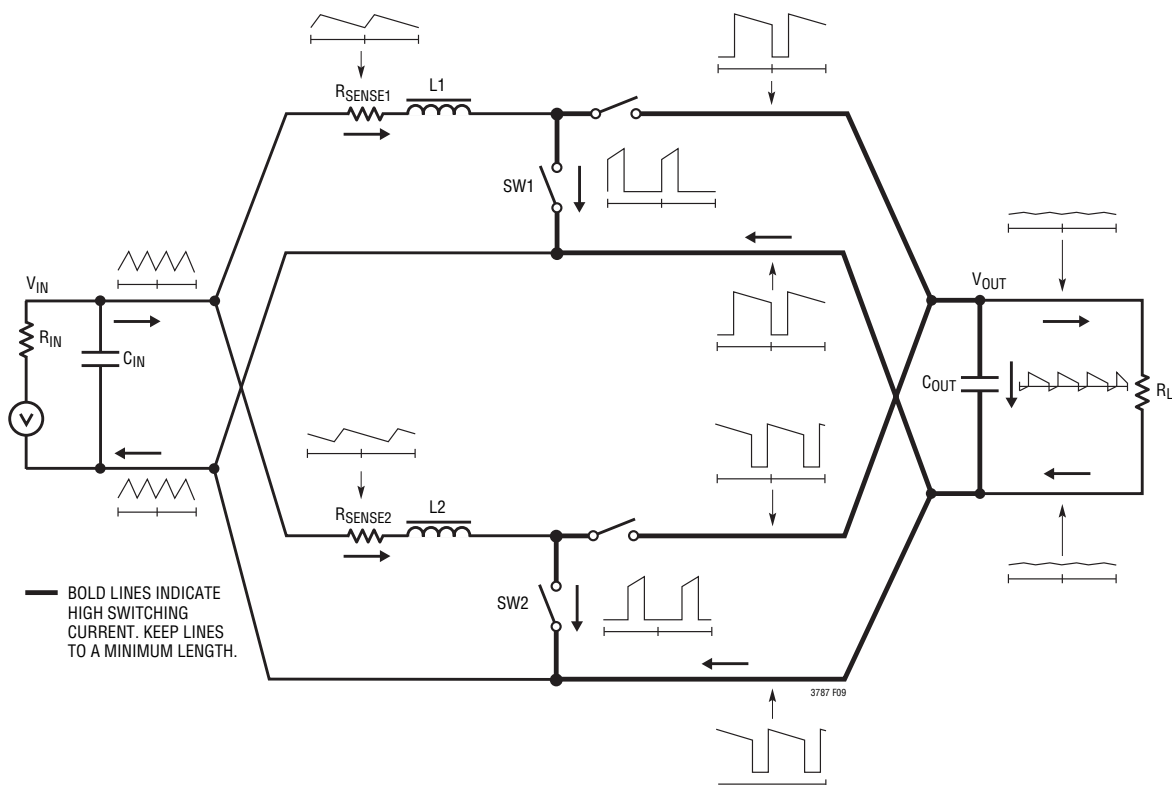 RSENSE1
L1
SW1
VIN
RIN
CIN
V
VOUT
COUT
RL
RSENSE2
L2
SW2
BOLD LINES INDICATE
HIGH SWITCHING
CURRENT. KEEP LINES
TO A MINIMUM LENGTH.
3787 F09